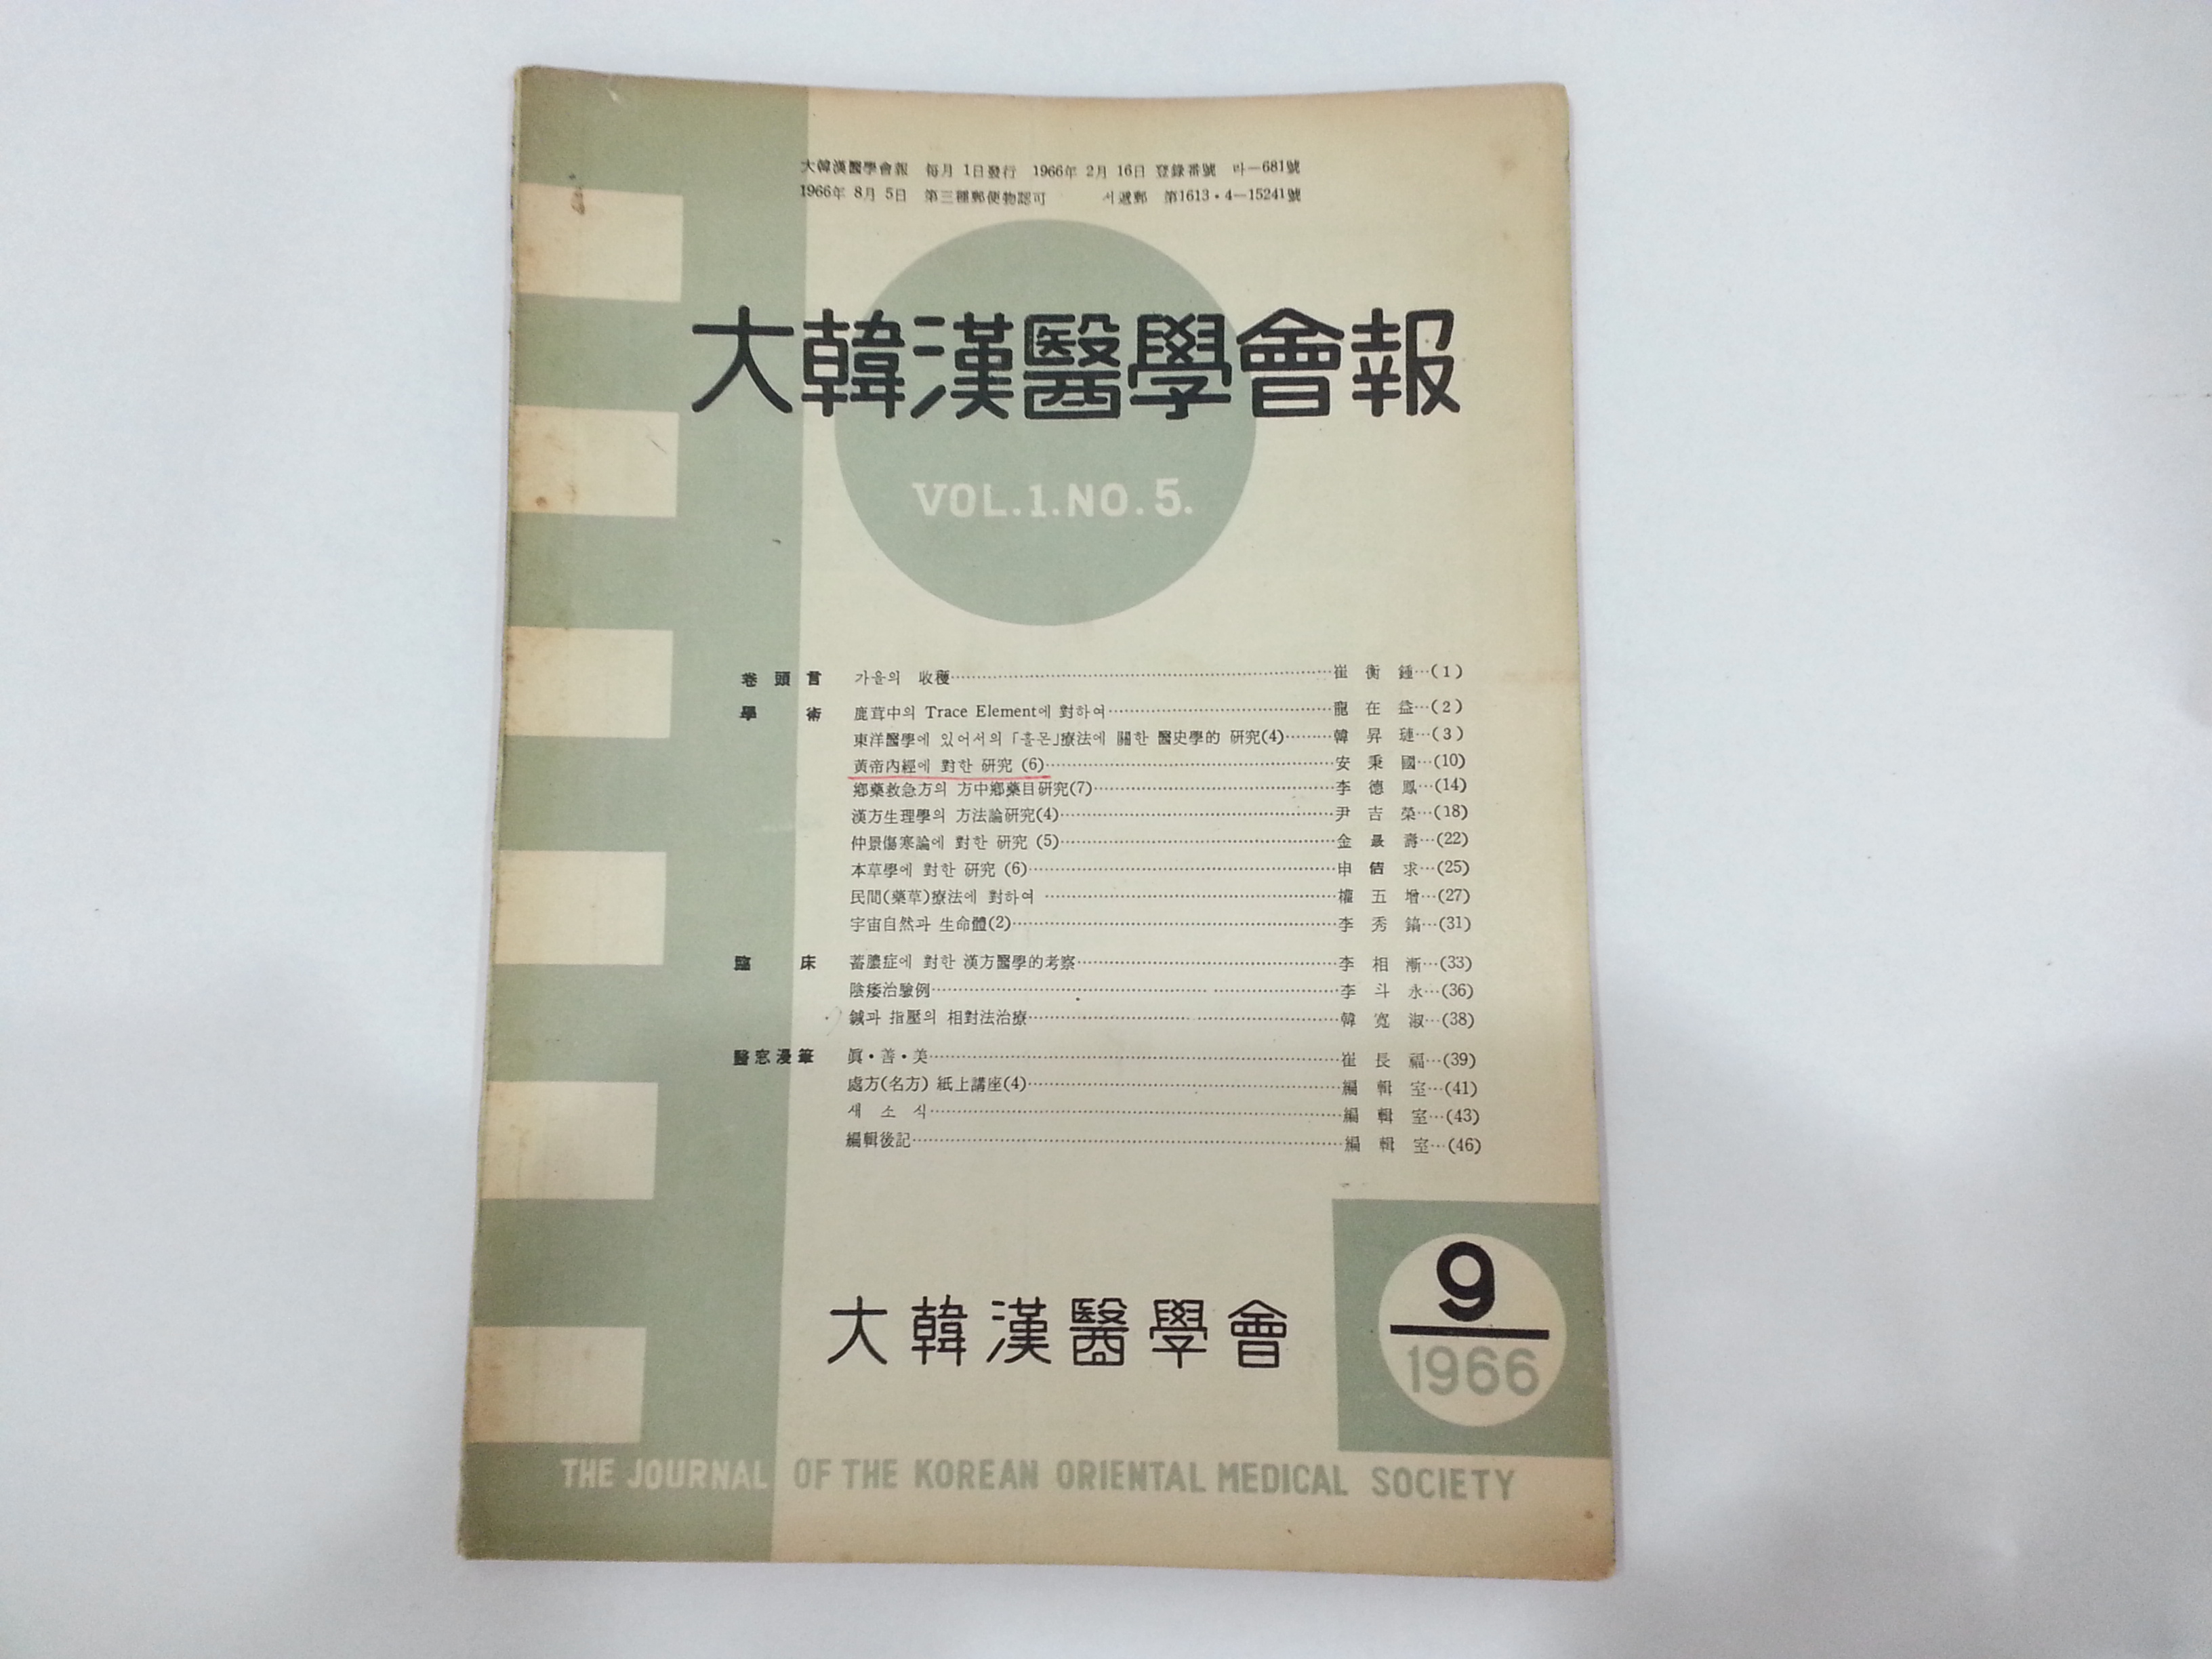 大韓漢醫學會報 每月 1日發行 1966年 2月 16日 登錄番號 마—681號
1966年 8月 5日 第三種郵便物認可 서遞郵 第1613·4—15241號
大韓漢醫學會報
VOL.1.NO.5.
卷頭言 가을의 收穫 崔衡鍾 (1)
學術 鹿茸中의 Trace Element에 對하여 龍在益 (2)
東洋醫學에 있어서의 「홀몬」療法에 關한 醫史學的 研究(4) 韓昇璉 (3)
黃帝內經에 對한 研究 (6) 安秉國 (10)
鄕藥救急方의 方中鄕藥目研究(7) 李德鳳 (14)
漢方生理學의 方法論研究(4) 尹吉榮 (18)
仲景傷寒論에 對한 研究 (5) 金壽 (22)
本草學에 對한 研究 (6) 申佶求 (25)
民間(藥草)療法에 對하여 權五增 (27)
宇宙自然과 生命體(2) 李秀鎬 (31)
臨床 蓄膿症에 對한 漢方醫學的考察 李相漸 (33)
陰痿治驗例 李斗永 (36)
鍼과 指壓의 相對法治療 韓寬淑 (38)
醫窓漫筆 眞·善·美 崔長福 (39)
處方(名方) 紙上講座(4) 編輯室 (41)
새소식 編輯室 (43)
編輯後記 編輯室 (46)
大韓漢醫學會
9
1966
THE JOURNAL OF THE KOREAN ORIENTAL MEDICAL SOCIETY